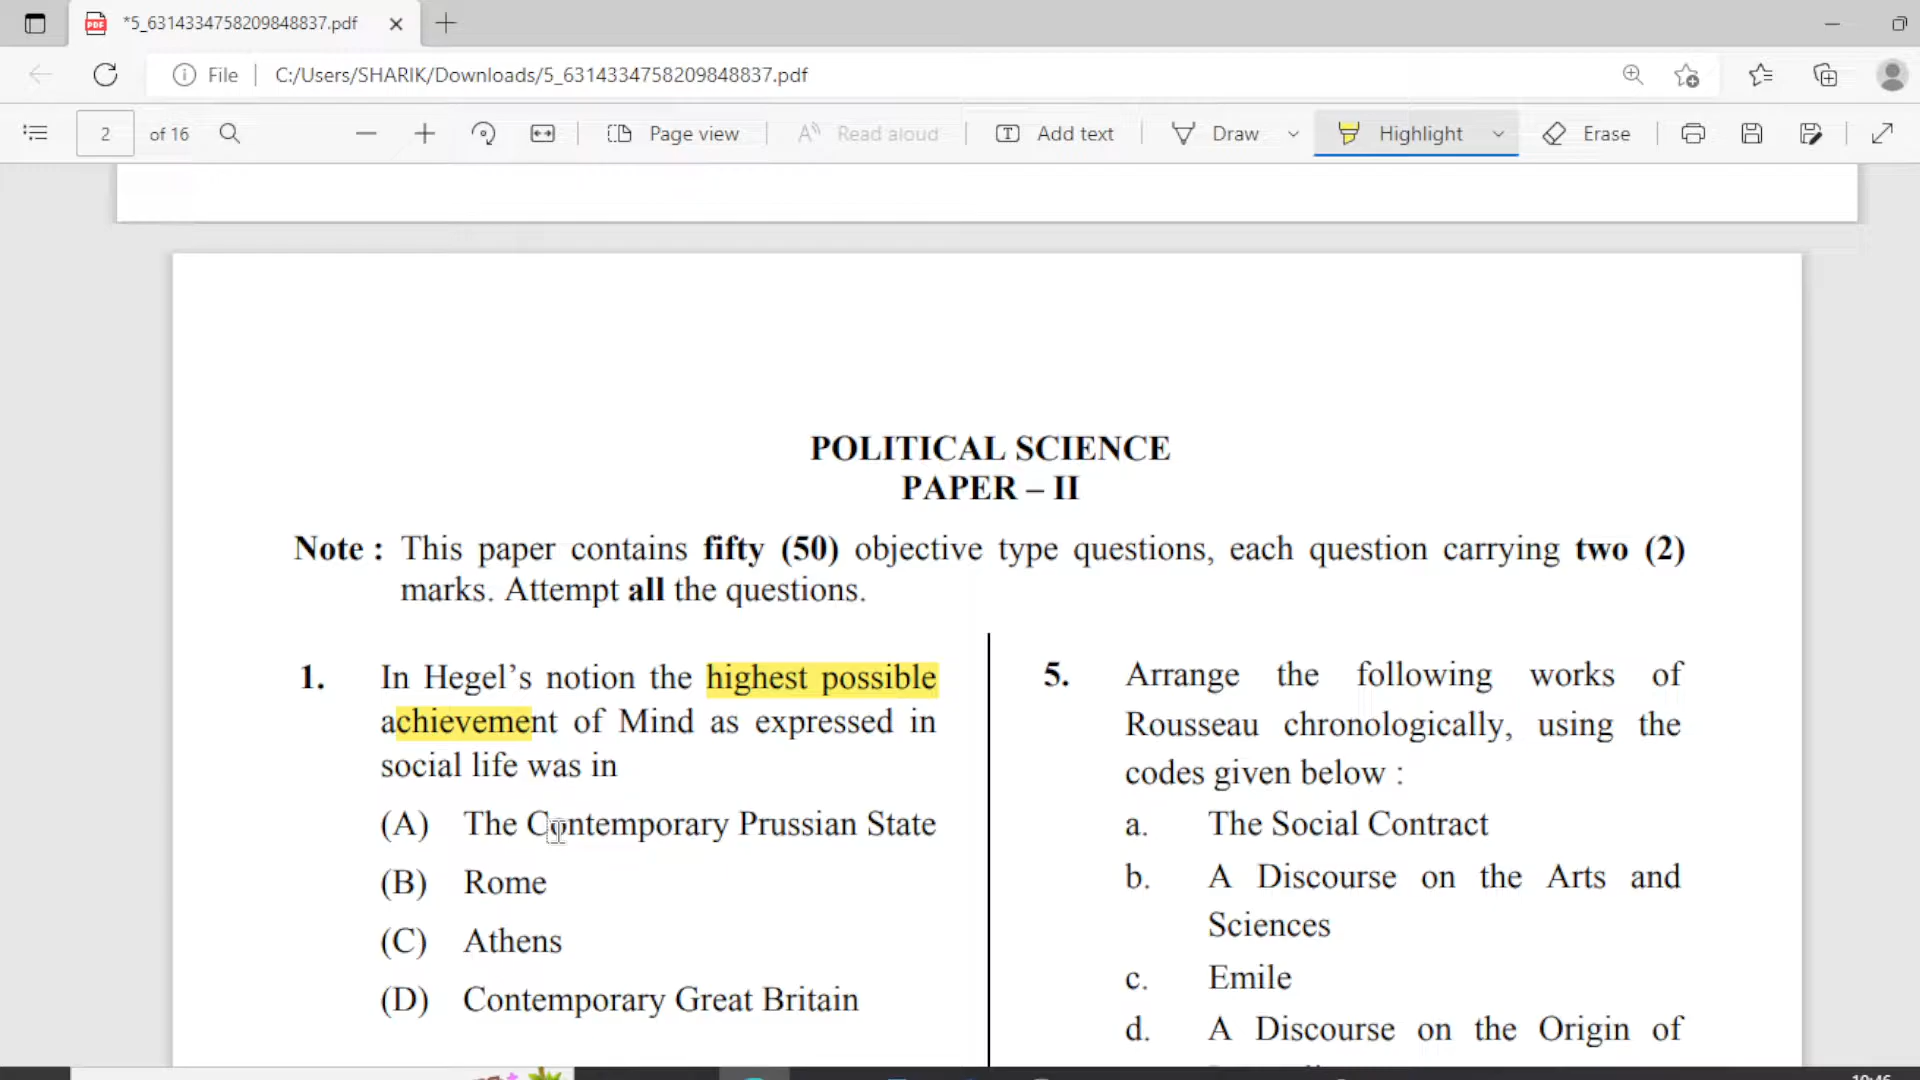 *5_6314334758209848837.pdf
File
C:/Users/SHARIK/Downloads/5_6314334758209848837.pdf
2 of 16
Page view
Read aloud
Add text
Draw
Highlight
Erase
POLITICAL SCIENCE
PAPER – II
Note : This paper contains fifty (50) objective type questions, each question carrying two (2)
marks. Attempt all the questions.
1. In Hegel’s notion the highest possible
achievement of Mind as expressed in
social life was in
(A) The Contemporary Prussian State
(B) Rome
(C) Athens
(D) Contemporary Great Britain
5. Arrange the following works of
Rousseau chronologically, using the
codes given below :
a. The Social Contract
b. A Discourse on the Arts and
Sciences
c. Emile
d. A Discourse on the Origin of